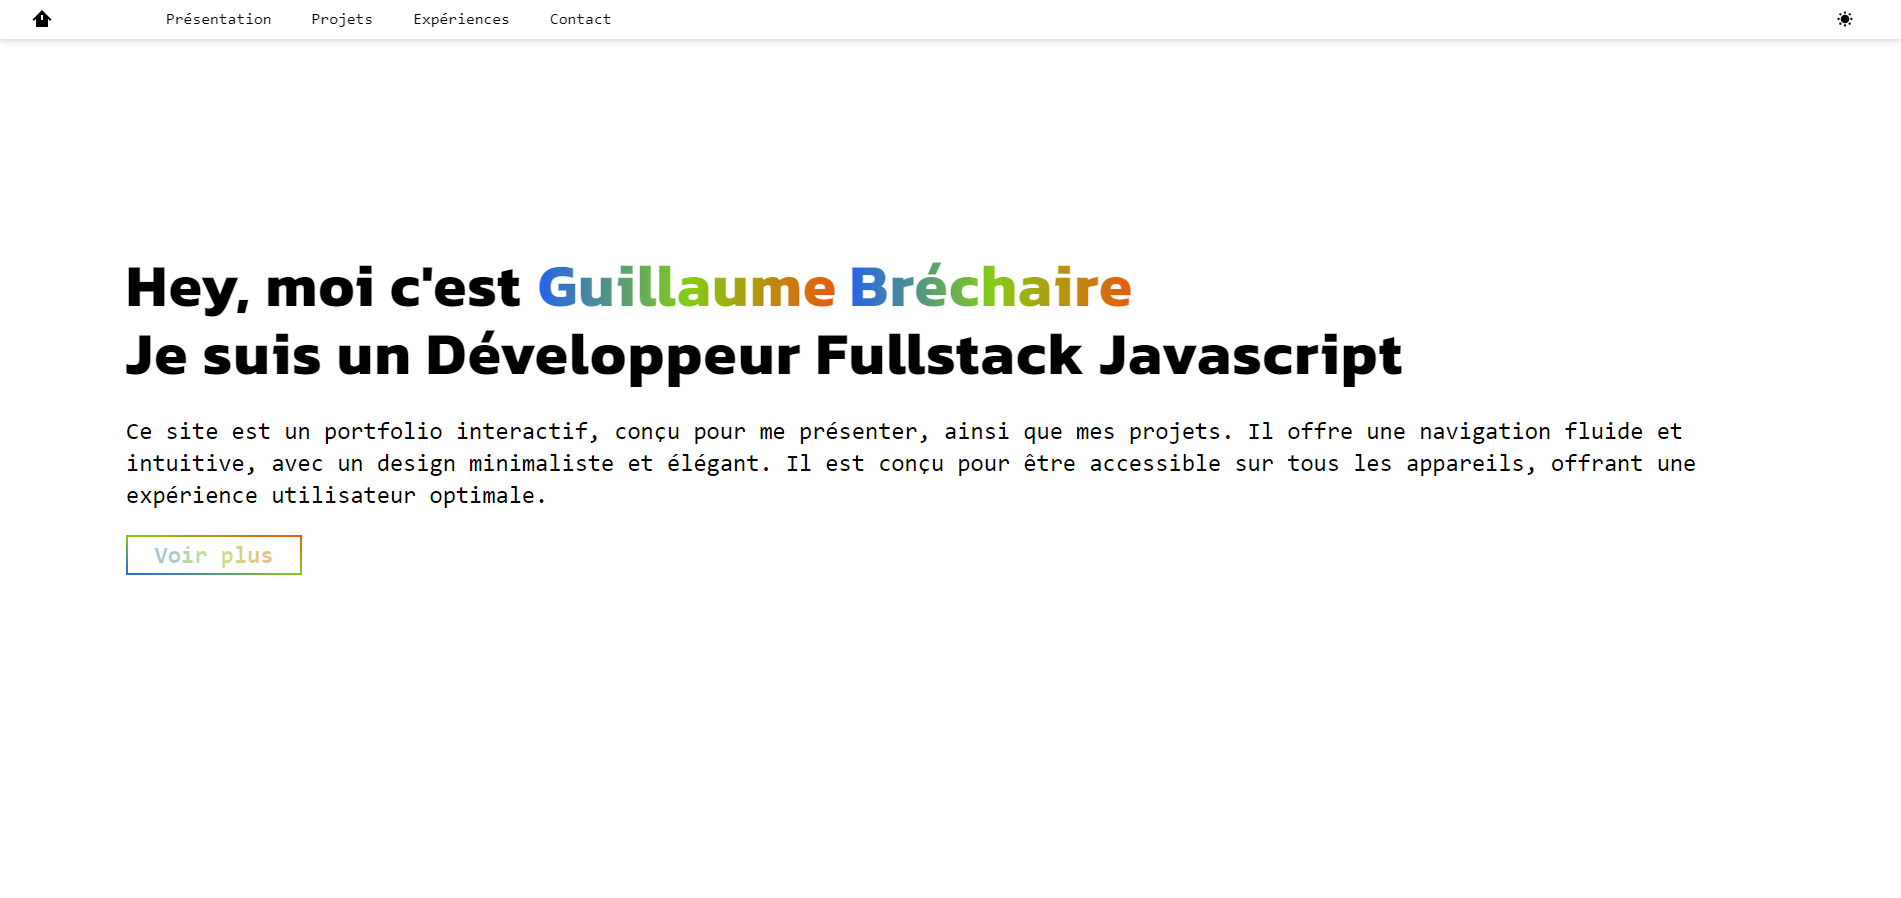 Présentation Projets Expériences Contact
Hey, moi c'est Guillaume Bréchaire
Je suis un Développeur Fullstack Javascript
Ce site est un portfolio interactif, conçu pour me présenter, ainsi que mes projets. Il offre une navigation fluide et
intuitive, avec un design minimaliste et élégant. Il est conçu pour être accessible sur tous les appareils, offrant une
expérience utilisateur optimale.
Voir plus